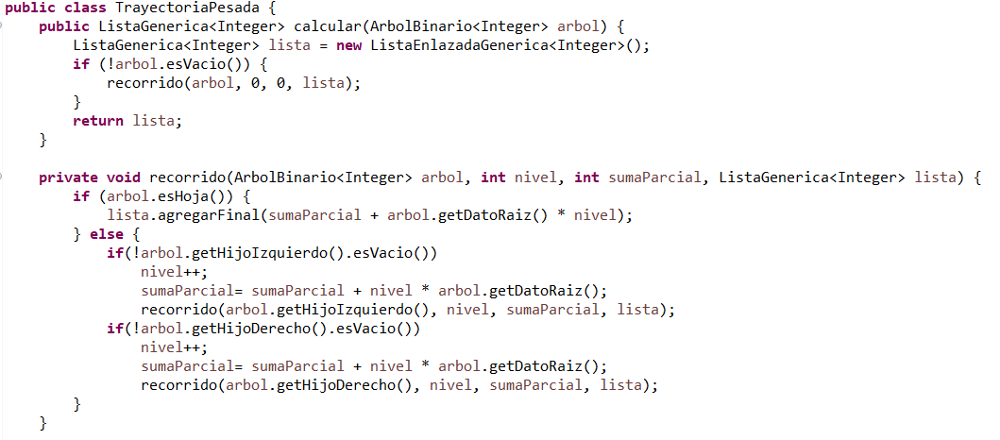 public class TrayectoriaPesada {
    public ListaGenerica<Integer> calcular(ArbolBinario<Integer> arbol) {
        ListaGenerica<Integer> lista = new ListaEnlazadaGenerica<Integer>();
        if (!arbol.esVacio()) {
            recorrido(arbol, 0, 0, lista);
        }
        return lista;
    }

    private void recorrido(ArbolBinario<Integer> arbol, int nivel, int sumaParcial, ListaGenerica<Integer> lista) {
        if (arbol.esHoja()) {
            lista.agregarFinal(sumaParcial + arbol.getDatoRaiz() * nivel);
        } else {
            if(!arbol.getHijoIzquierdo().esVacio())
                nivel++;
                sumaParcial= sumaParcial + nivel * arbol.getDatoRaiz();
                recorrido(arbol.getHijoIzquierdo(), nivel, sumaParcial, lista);
            if(!arbol.getHijoDerecho().esVacio())
                nivel++;
                sumaParcial= sumaParcial + nivel * arbol.getDatoRaiz();
                recorrido(arbol.getHijoDerecho(), nivel, sumaParcial, lista);
        }
    }